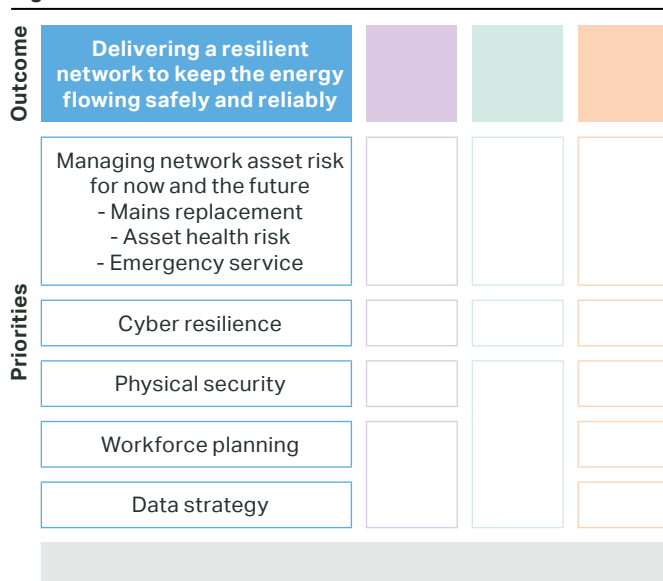 Outcome
Delivering a resilient
network to keep the energy
flowing safely and reliably
Priorities
Managing network asset risk
for now and the future
- Mains replacement
- Asset health risk
- Emergency service
Cyber resilience
Physical security
Workforce planning
Data strategy